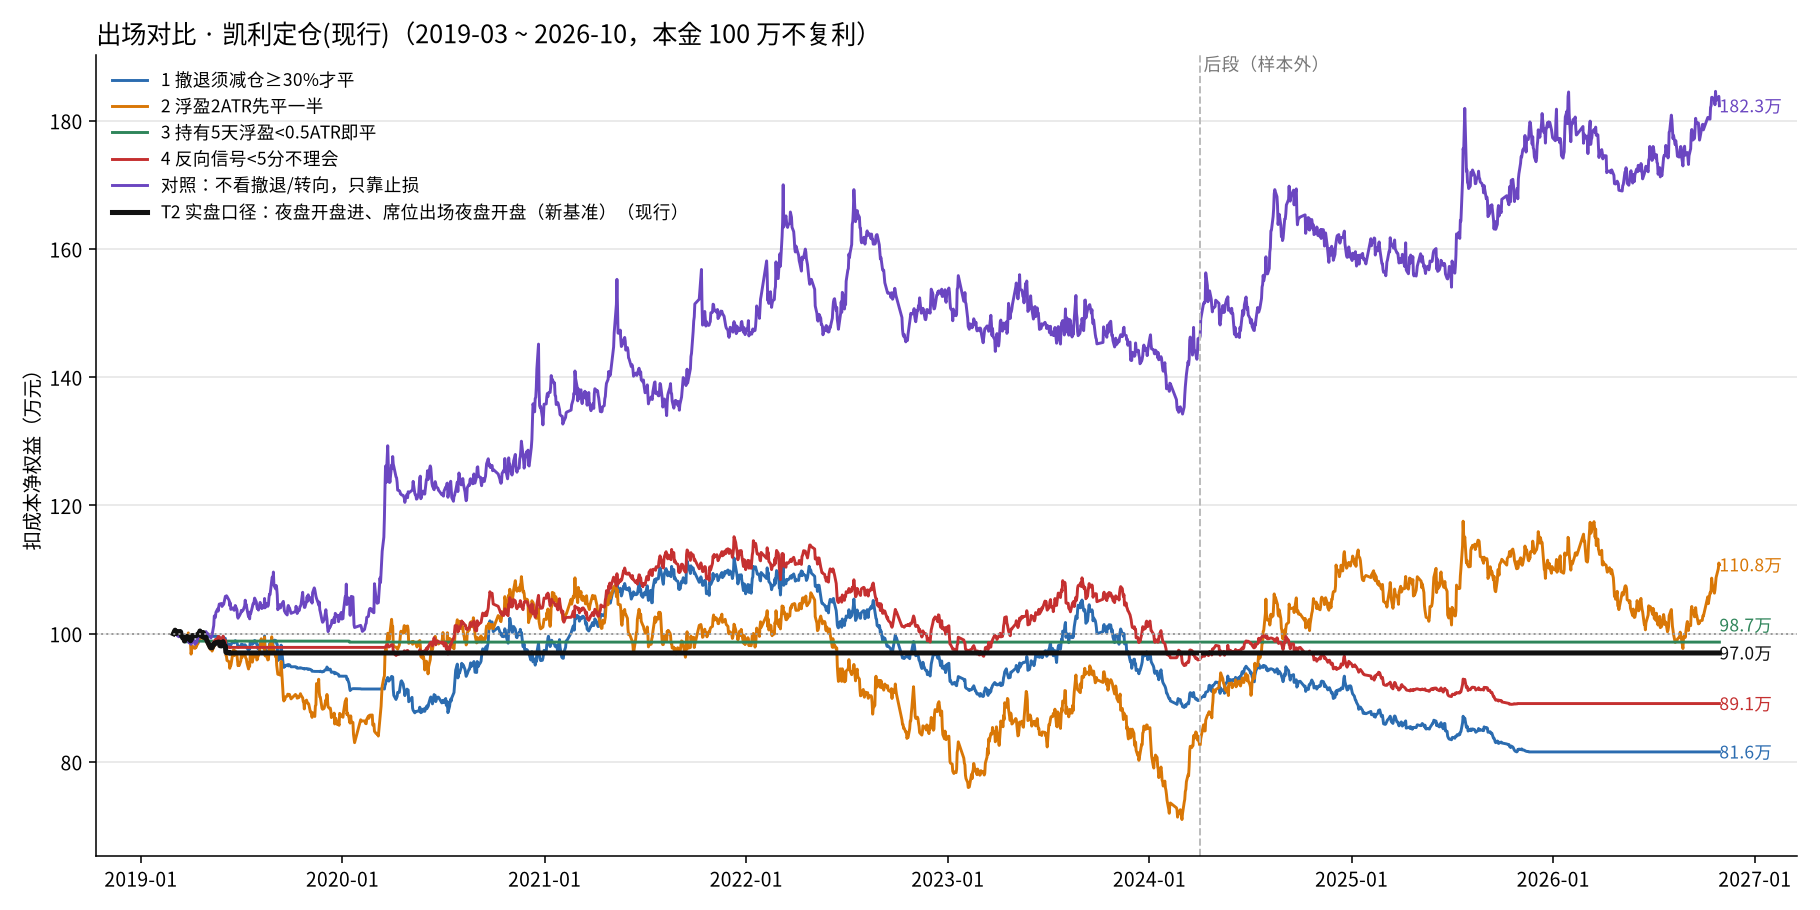 出场对比 · 凯利定仓(现行)（2019-03 ~ 2026-10，本金 100 万不复利）
后段（样本外）
1 撤退须减仓≥30%才平
2 浮盈2ATR先平一半
3 持有5天浮盈<0.5ATR即平
4 反向信号<5分不理会
对照：不看撤退/转向，只靠止损
T2 实盘口径：夜盘开盘进、席位出场夜盘开盘（新基准）（现行）
扣成本净权益（万元）
180
160
140
120
100
80
182.3万
110.8万
98.7万
97.0万
89.1万
81.6万
2019-01
2020-01
2021-01
2022-01
2023-01
2024-01
2025-01
2026-01
2027-01